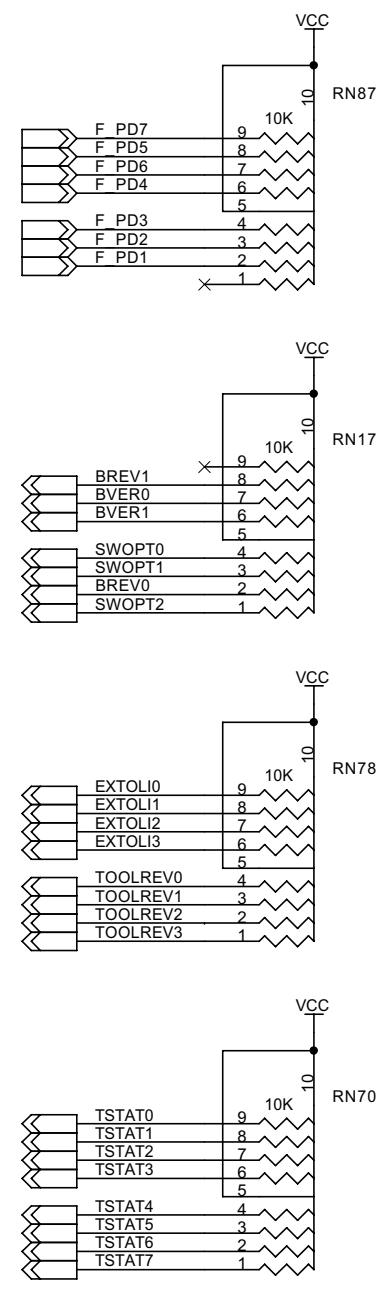 VCC
10
RN87
10K
F_PD7 9
F_PD5 8
F_PD6 7
F_PD4 6
5
F_PD3 4
F_PD2 3
F_PD1 2
1
VCC
10
RN17
10K
9
BREV1 8
BVER0 7
BVER1 6
5
SWOPT0 4
SWOPT1 3
BREV0 2
SWOPT2 1
VCC
10
RN78
10K
EXTOLI0 9
EXTOLI1 8
EXTOLI2 7
EXTOLI3 6
5
TOOLREV0 4
TOOLREV1 3
TOOLREV2 2
TOOLREV3 1
VCC
10
RN70
10K
TSTAT0 9
TSTAT1 8
TSTAT2 7
TSTAT3 6
5
TSTAT4 4
TSTAT5 3
TSTAT6 2
TSTAT7 1